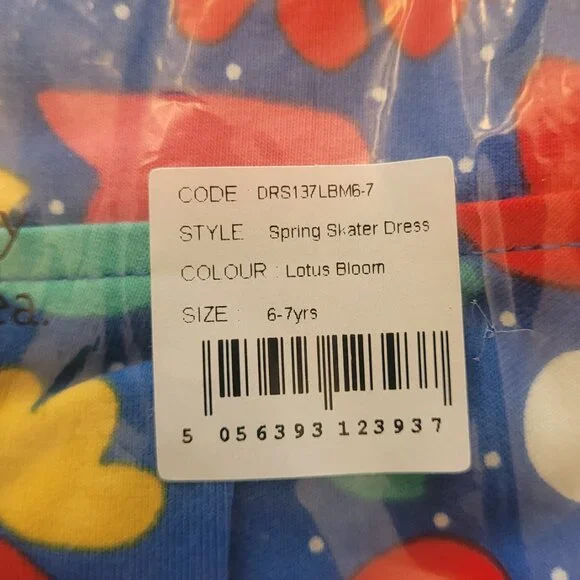 CODE : DRS137LBM6-7
STYLE : Spring Skater Dress
COLOUR : Lotus Bloom
SIZE : 6-7yrs
5 056393 123937